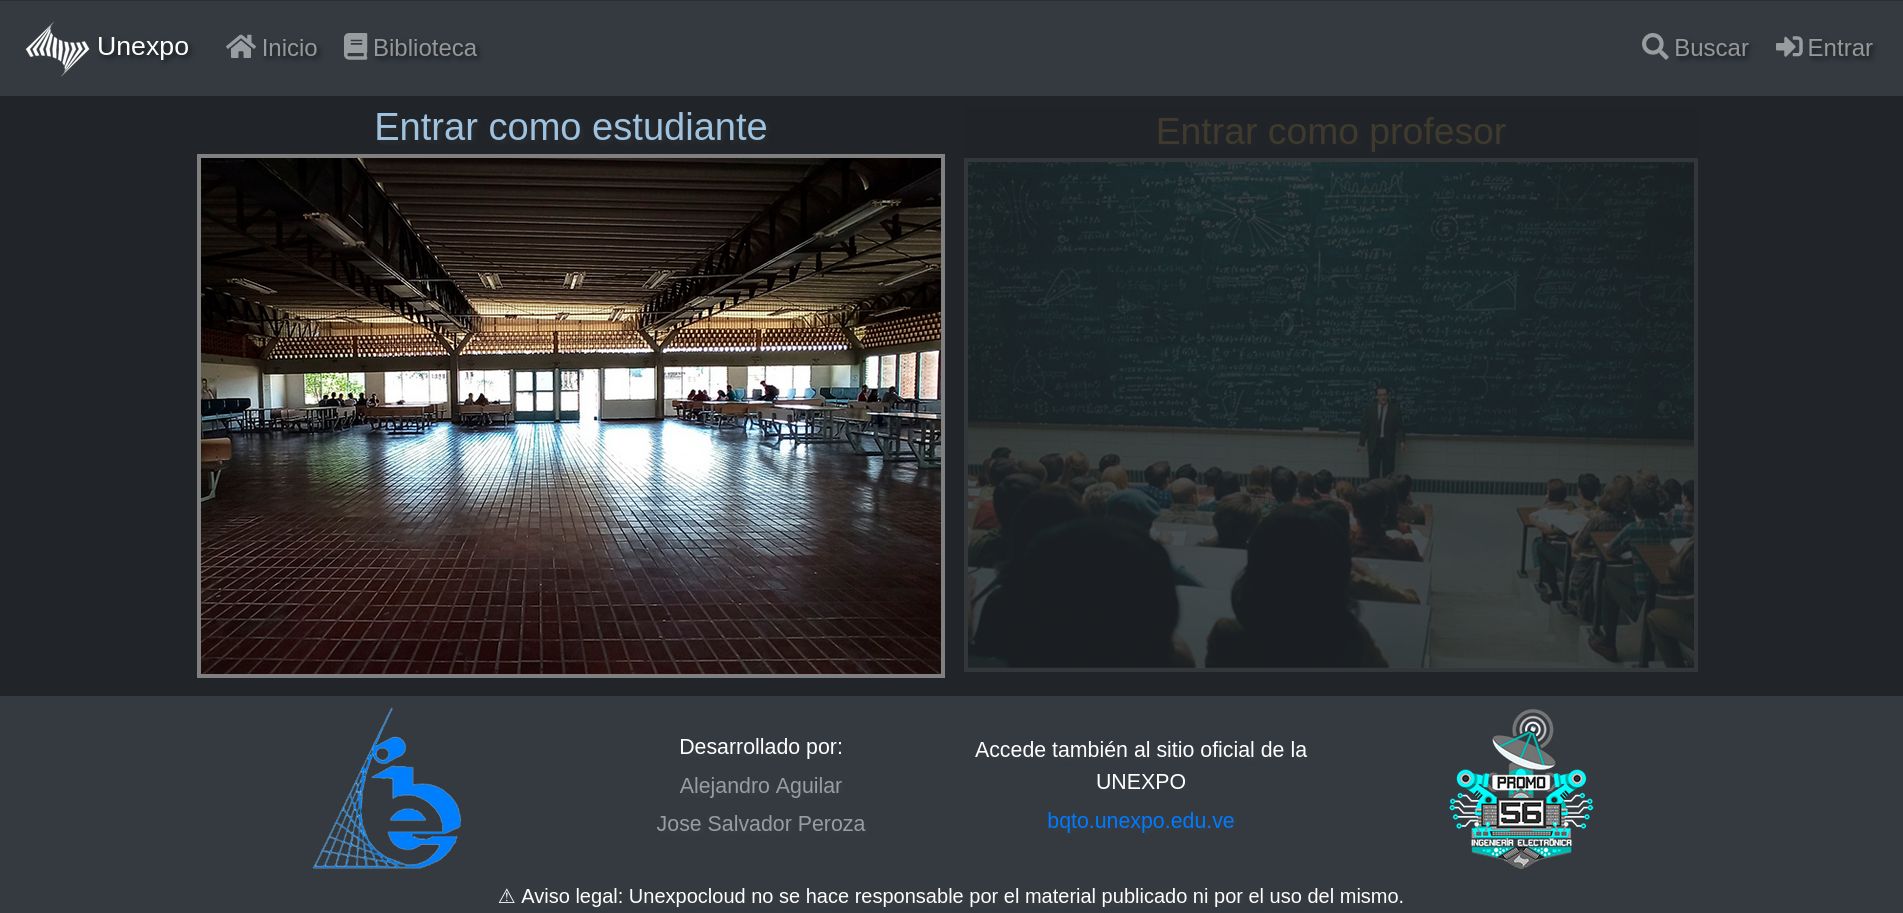 Unexpo
Inicio
Biblioteca
Buscar
Entrar
Entrar como estudiante
Entrar como profesor
Desarrollado por:
Alejandro Aguilar
Jose Salvador Peroza
Accede también al sitio oficial de la
UNEXPO
bqto.unexpo.edu.ve
PROMO
56
INGENIERÍA ELECTRÓNICA
⚠ Aviso legal: Unexpocloud no se hace responsable por el material publicado ni por el uso del mismo.